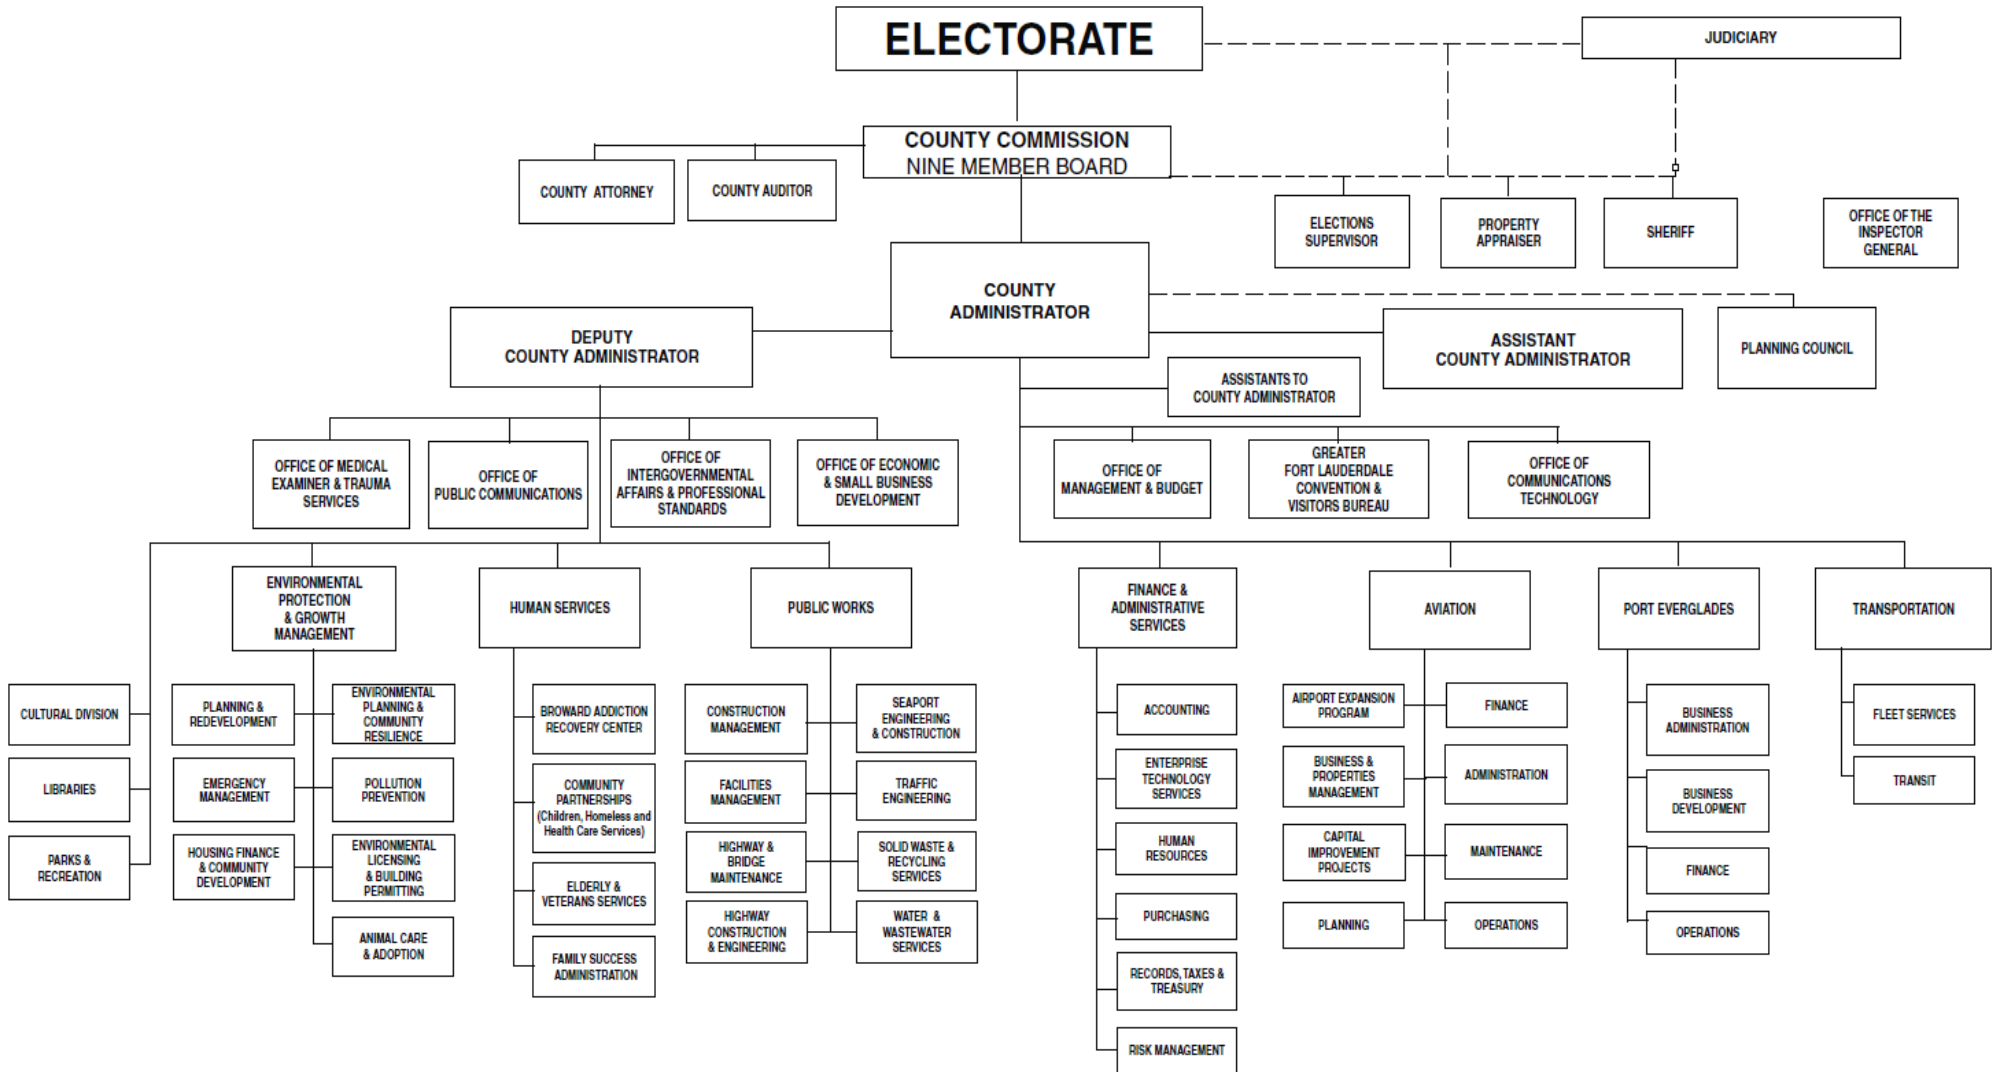 ELECTORATE
JUDICIARY
COUNTY COMMISSION
NINE MEMBER BOARD
COUNTY ATTORNEY
COUNTY AUDITOR
ELECTIONS
SUPERVISOR
PROPERTY
APPRAISER
SHERIFF
OFFICE OF THE
INSPECTOR
GENERAL
COUNTY
ADMINISTRATOR
DEPUTY
COUNTY ADMINISTRATOR
ASSISTANT
COUNTY ADMINISTRATOR
PLANNING COUNCIL
ASSISTANTS TO
COUNTY ADMINISTRATOR
OFFICE OF MEDICAL
EXAMINER & TRAUMA
SERVICES
OFFICE OF
PUBLIC COMMUNICATIONS
OFFICE OF
INTERGOVERNMENTAL
AFFAIRS & PROFESSIONAL
STANDARDS
OFFICE OF ECONOMIC
& SMALL BUSINESS
DEVELOPMENT
OFFICE OF
MANAGEMENT & BUDGET
GREATER
FORT LAUDERDALE
CONVENTION &
VISITORS BUREAU
OFFICE OF
COMMUNICATIONS
TECHNOLOGY
ENVIRONMENTAL
PROTECTION
& GROWTH
MANAGEMENT
HUMAN SERVICES
PUBLIC WORKS
FINANCE &
ADMINISTRATIVE
SERVICES
AVIATION
PORT EVERGLADES
TRANSPORTATION
CULTURAL DIVISION
LIBRARIES
PARKS &
RECREATION
PLANNING &
REDEVELOPMENT
EMERGENCY
MANAGEMENT
HOUSING FINANCE
& COMMUNITY
DEVELOPMENT
ENVIRONMENTAL
PLANNING &
COMMUNITY
RESILIENCE
POLLUTION
PREVENTION
ENVIRONMENTAL
LICENSING
& BUILDING
PERMITTING
ANIMAL CARE
& ADOPTION
BROWARD ADDICTION
RECOVERY CENTER
COMMUNITY
PARTNERSHIPS
(Children, Homeless and
Health Care Services)
ELDERLY &
VETERANS SERVICES
FAMILY SUCCESS
ADMINISTRATION
CONSTRUCTION
MANAGEMENT
FACILITIES
MANAGEMENT
HIGHWAY &
BRIDGE
MAINTENANCE
HIGHWAY
CONSTRUCTION
& ENGINEERING
SEAPORT
ENGINEERING
& CONSTRUCTION
TRAFFIC
ENGINEERING
SOLID WASTE &
RECYCLING
SERVICES
WATER &
WASTEWATER
SERVICES
ACCOUNTING
ENTERPRISE
TECHNOLOGY
SERVICES
HUMAN
RESOURCES
PURCHASING
RECORDS, TAXES &
TREASURY
RISK MANAGEMENT
AIRPORT EXPANSION
PROGRAM
BUSINESS &
PROPERTIES
MANAGEMENT
CAPITAL
IMPROVEMENT
PROJECTS
PLANNING
FINANCE
ADMINISTRATION
MAINTENANCE
OPERATIONS
BUSINESS
ADMINISTRATION
BUSINESS
DEVELOPMENT
FINANCE
OPERATIONS
FLEET SERVICES
TRANSIT